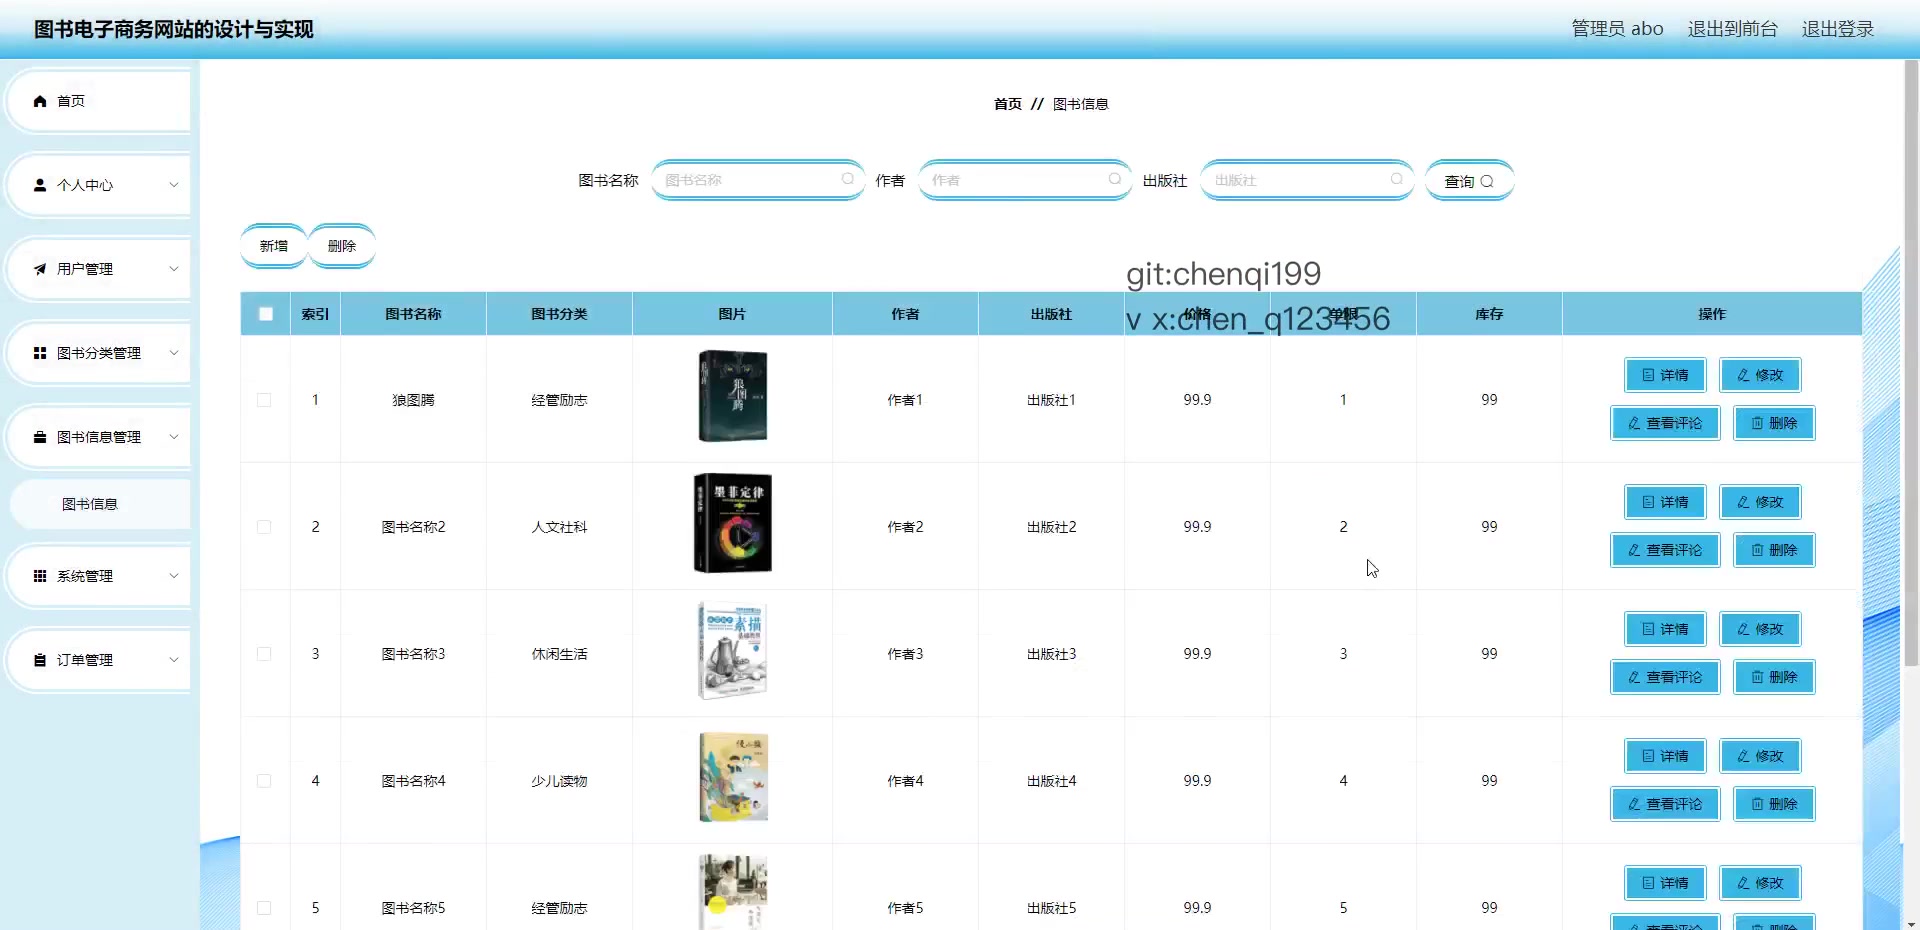 图书电子商务网站的设计与实现
管理员 abo 退出到前台 退出登录
首页
个人中心
用户管理
图书分类管理
图书信息管理
图书信息
系统管理
订单管理
首页 // 图书信息
图书名称 图书名称 作者 作者 出版社 出版社 查询
新增 删除
git:chenqi199
v x:chen_q123456
索引 图书名称 图书分类 图片 作者 出版社 价格 单限 库存 操作
狼图腾
1 狼图腾 经管励志 作者1 出版社1 99.9 1 99
详情 修改
查看评论 删除
墨菲定律
2 图书名称2 人文社科 作者2 出版社2 99.9 2 99
详情 修改
查看评论 删除
素描
3 图书名称3 休闲生活 作者3 出版社3 99.9 3 99
详情 修改
查看评论 删除
4 图书名称4 少儿读物 作者4 出版社4 99.9 4 99
详情 修改
查看评论 删除
5 图书名称5 经管励志 作者5 出版社5 99.9 5 99
详情 修改
查看评论 删除